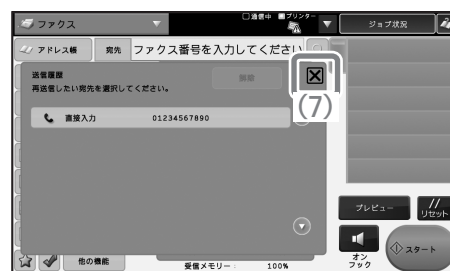 ファクス
□通信中 ■プリンター
ジョブ状況
アドレス帳
宛先
ファクス番号を入力してください
送信履歴
再送信したい宛先を選択してください。
詳細
(7)
直接入力 01234567890
プレビュー
リセット
オン
フック
スタート
他の機能
受信メモリー: 100%